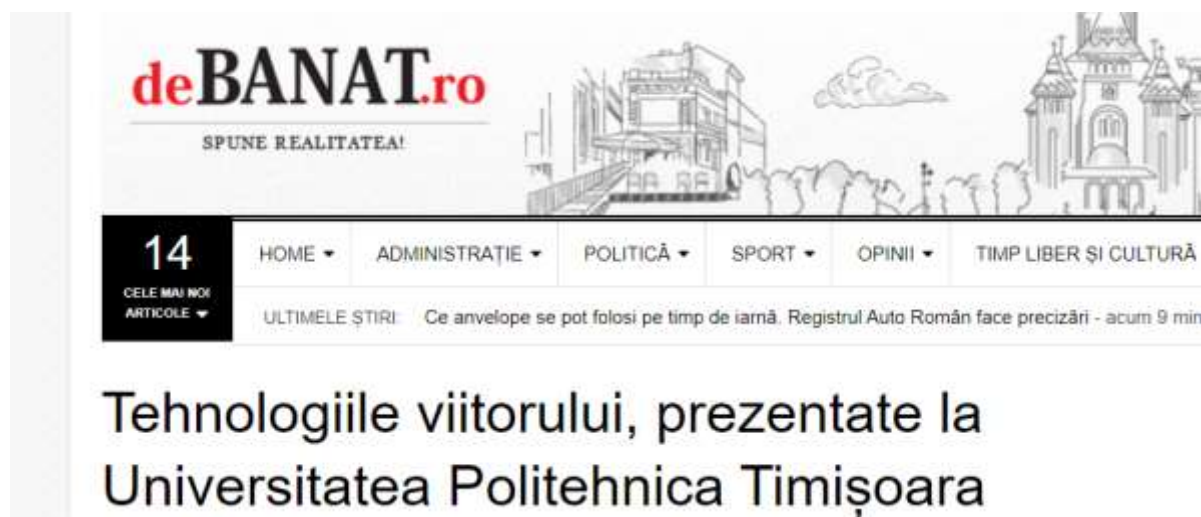 deBANAT.ro
SPUNE REALITATEA!
14
CELE MAI NOI
ARTICOLE
HOME ADMINISTRAȚIE POLITICĂ SPORT OPINII TIMP LIBER ȘI CULTURĂ
ULTIMELE ȘTIRI: Ce anvelope se pot folosi pe timp de iarnă. Registrul Auto Român face precizări - acum 9 min
Tehnologiile viitorului, prezentate la
Universitatea Politehnica Timișoara